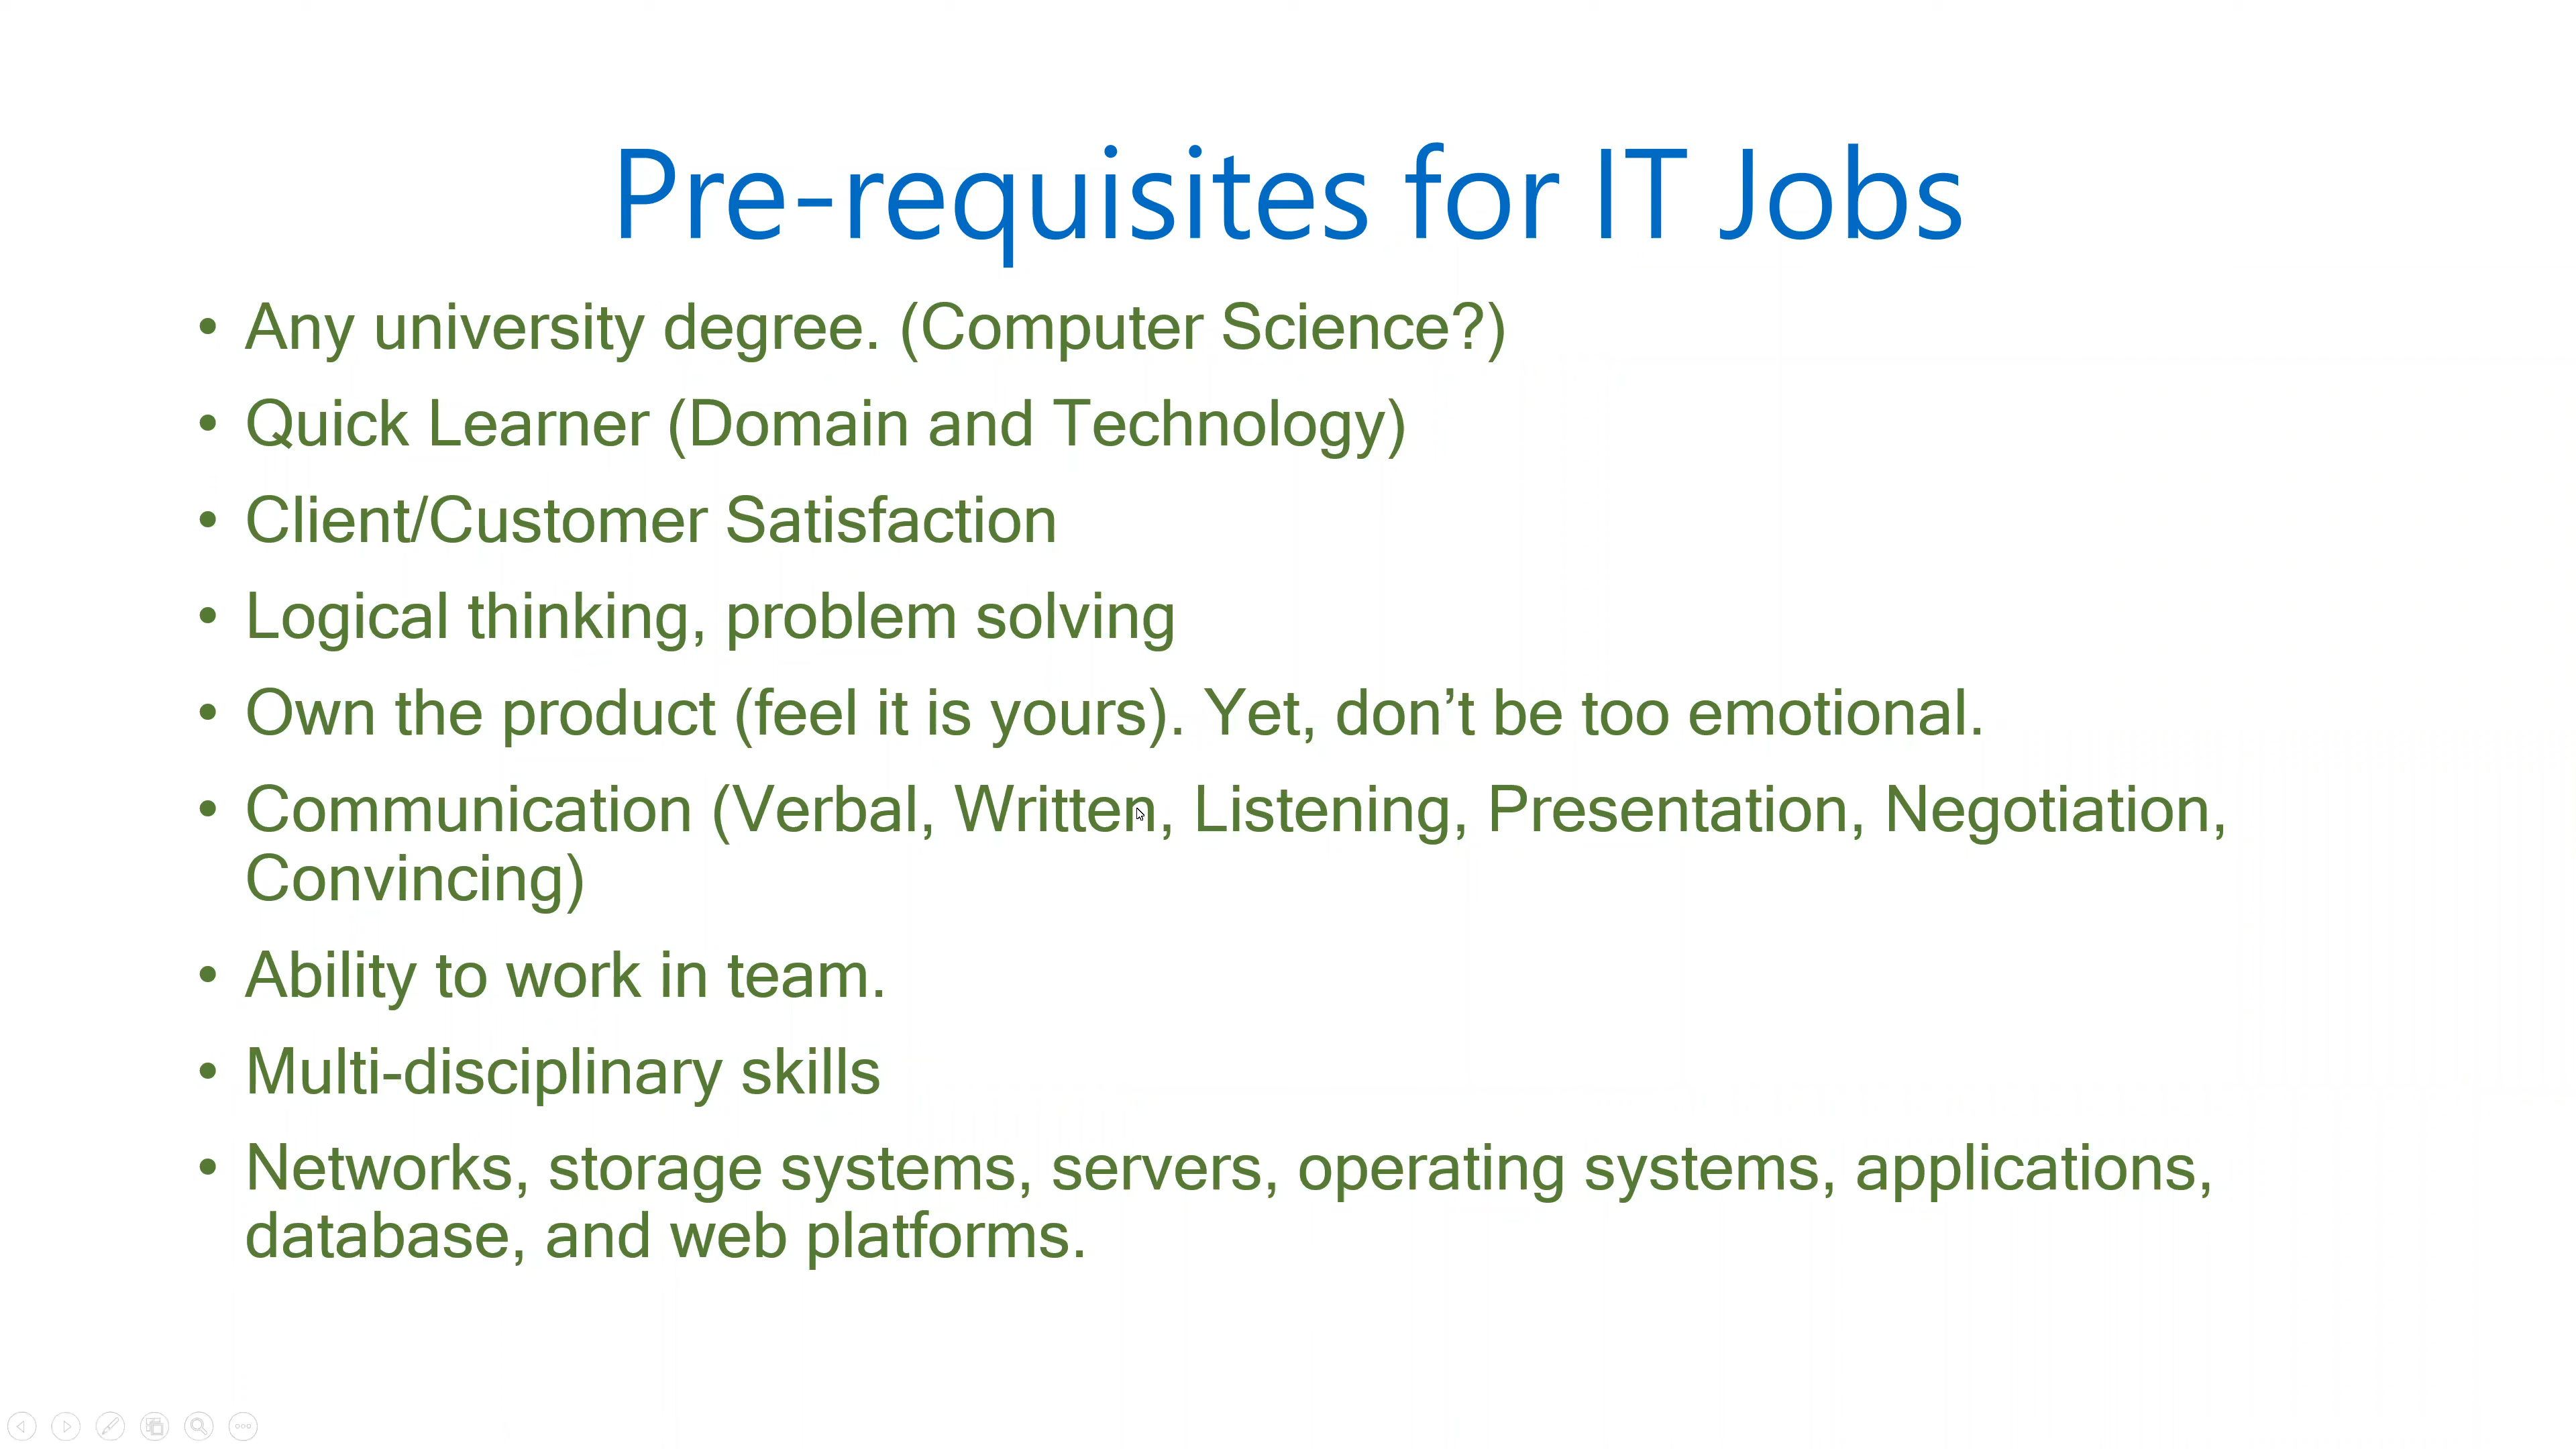 Pre-requisites for IT Jobs
• Any university degree. (Computer Science?)
• Quick Learner (Domain and Technology)
• Client/Customer Satisfaction
• Logical thinking, problem solving
• Own the product (feel it is yours). Yet, don’t be too emotional.
• Communication (Verbal, Written, Listening, Presentation, Negotiation,
Convincing)
• Ability to work in team.
• Multi-disciplinary skills
• Networks, storage systems, servers, operating systems, applications,
database, and web platforms.